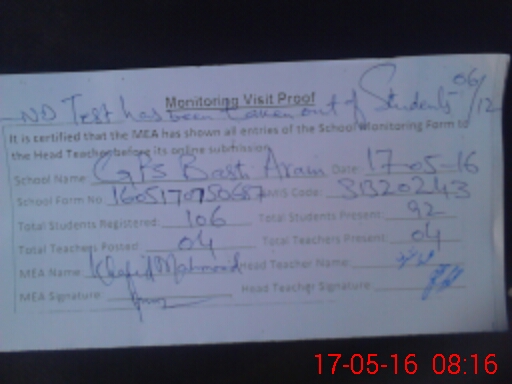 Monitoring Visit Proof
ND Test has been taken out of Students 06/12
It is certified that the MEA has shown all entries of the School Monitoring Form to
the Head Teacher before its online submission
School Name: GPS Basti Arain Date: 17-05-16
School Form No 1605170750687 EMIS Code: 31320243
Total Students Registered: 106 Total Students Present: 92
Total Teachers Posted: 04 Total Teachers Present: 04
MEA Name: Mahmood Head Teacher Name:
MEA Signature: Head Teacher Signature:
17-05-16 08:16